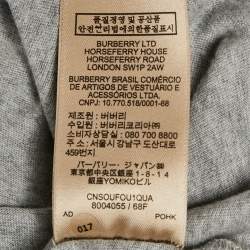 품질경영 및 공산품
안전관리법에 의한 품질표시
BURBERRY LTD
HORSEFERRY HOUSE
HORSEFERRY ROAD
LONDON SW1P 2AW
BURBERRY BRASIL COMÉRCIO
DE ARTIGOS DE VESTUÁRIO E
ACESSÓRIOS LTDA.
CNPJ: 10.770.518/0001-68
제조원 : 버버리
수입원 : 버버리코리아㈜
소비자상담실 : 080 700 8800
주소 : 서울시 강남구 도산대로
459번지
バーバリー・ジャパン㈱
東京都中央区銀座1-8-14
銀座YOMIKOビル
CNSOUFOU1QUA
8004055 / 68F
AD POHK
017